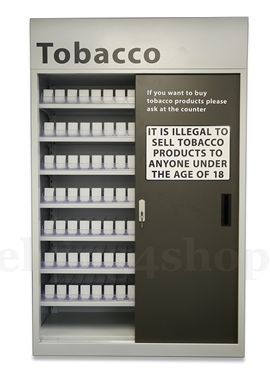 Tobacco
If you want to buy
tobacco products please
ask at the counter
IT IS ILLEGAL TO
SELL TOBACCO
PRODUCTS TO
ANYONE UNDER
THE AGE OF 18